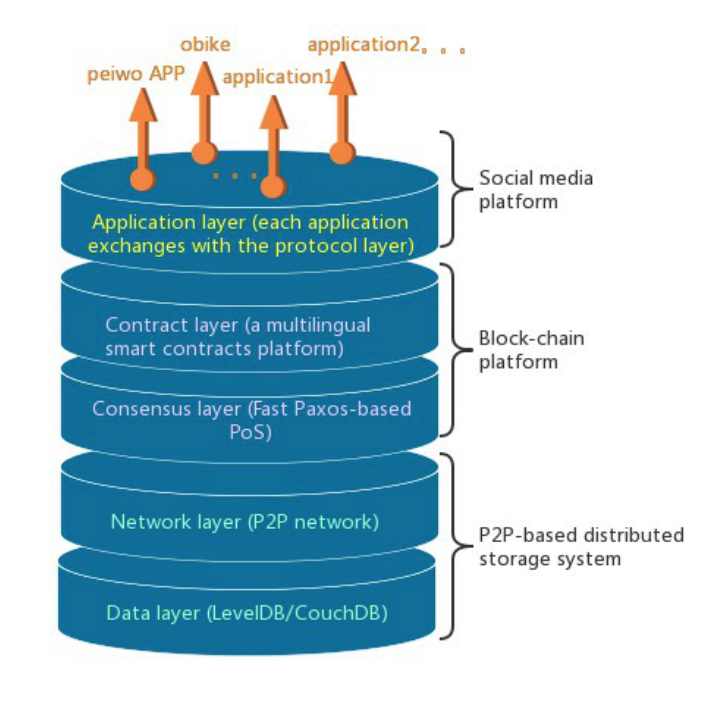 obike
application2。。。
peiwo APP
application1
。。。
Social media
platform
Application layer (each application
exchanges with the protocol layer)
Contract layer (a multilingual
smart contracts platform)
Block-chain
platform
Consensus layer (Fast Paxos-based
PoS)
Network layer (P2P network)
P2P-based distributed
storage system
Data layer (LevelDB/CouchDB)